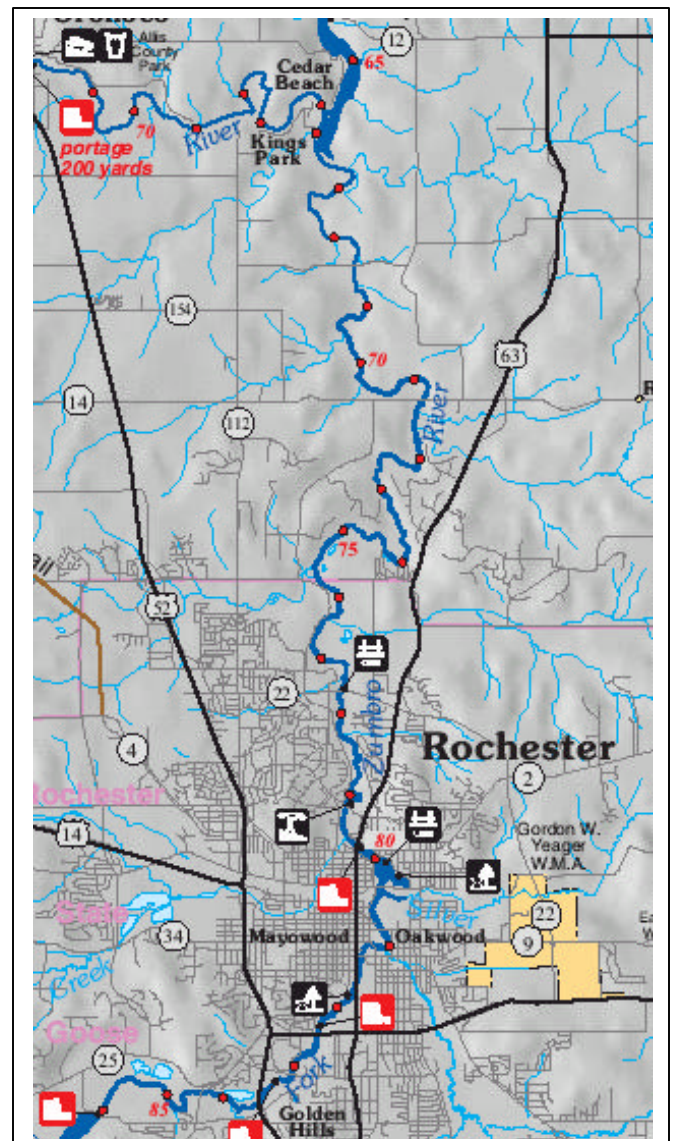 Allis
County
Park
12
Cedar
Beach
65
70
River
Kings
Park
portage
200 yards
154
63
70
14
R
112
River
75
52
22
Zumbro
4
Rochester
2
Rochester
14
80
Gordon W.
Yeager
W.M.A.
State
Silver
22
34
Mayowood
Oakwood
9
Creek
Goose
25
Fork
85
Golden
Hills